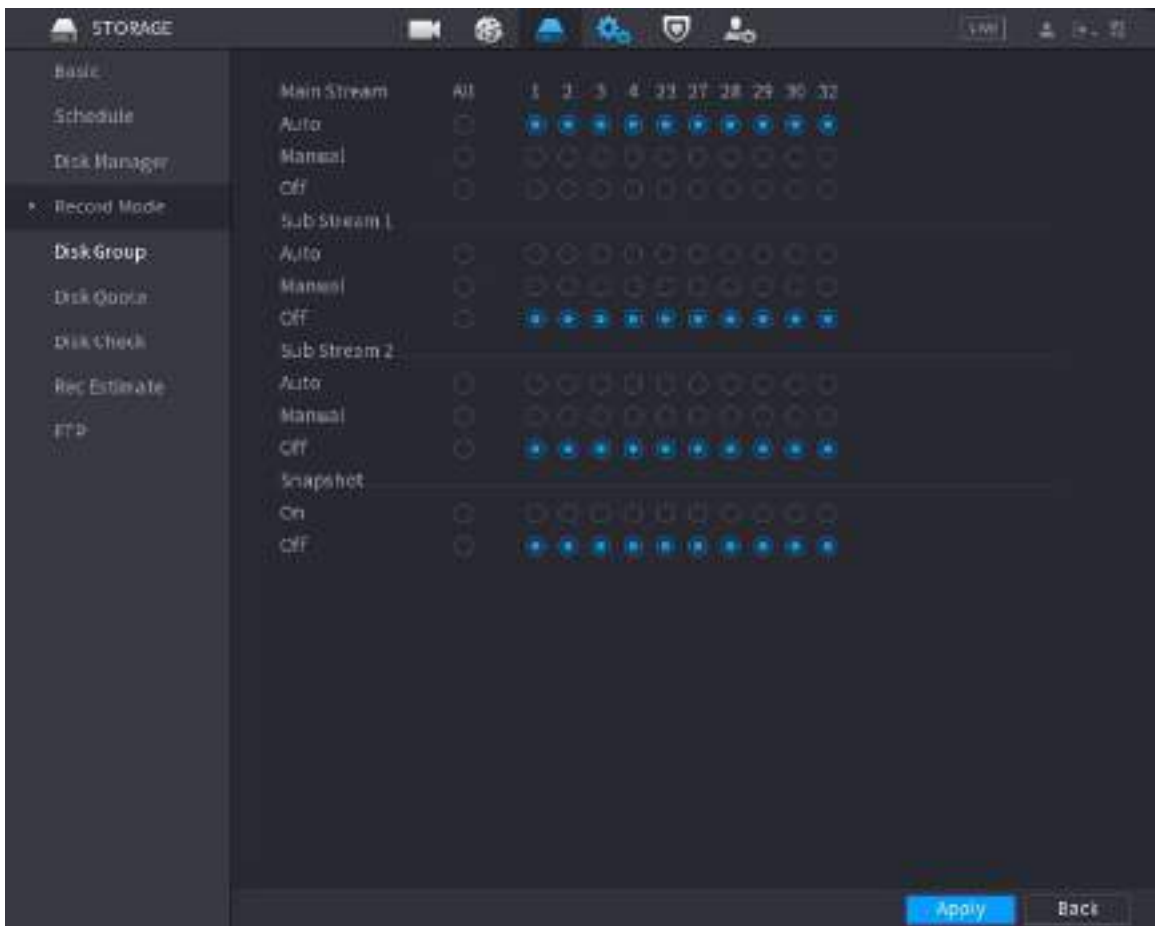 STORAGE
LIVE
Basic
Schedule
Disk Manager
Record Mode
Disk Group
Disk Quota
Disk Check
Rec Estimate
FTP
Main Stream All 1 2 3 4 23 27 28 29 30 32
Auto
Manual
Off
Sub Stream 1
Auto
Manual
Off
Sub Stream 2
Auto
Manual
Off
Snapshot
On
Off
Apply Back